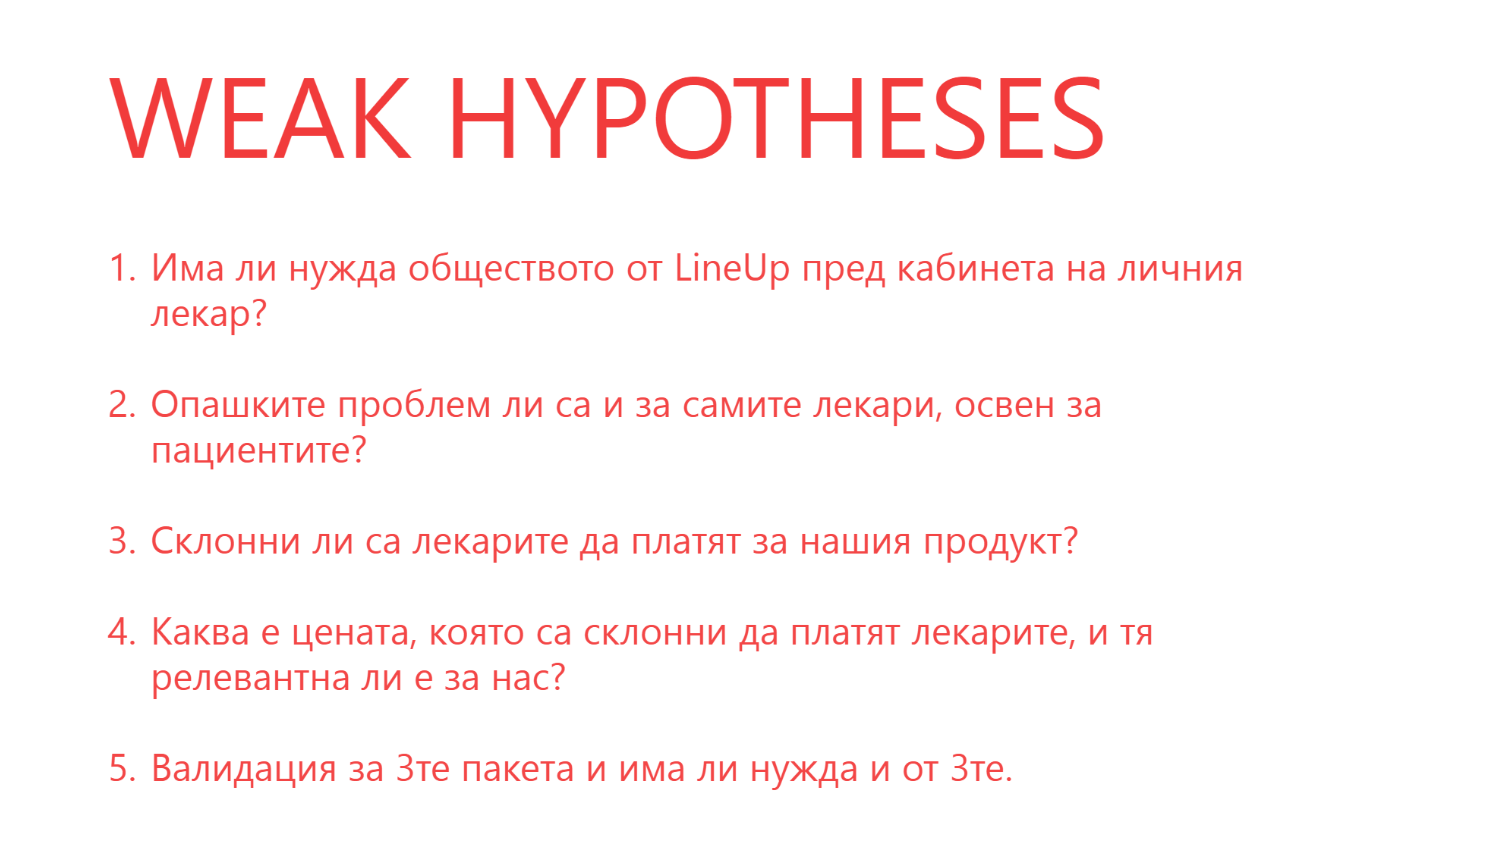 WEAK HYPOTHESES
1. Има ли нужда обществото от LineUp пред кабинета на личния
лекар?
2. Опашките проблем ли са и за самите лекари, освен за
пациентите?
3. Склонни ли са лекарите да платят за нашия продукт?
4. Каква е цената, която са склонни да платят лекарите, и тя
релевантна ли е за нас?
5. Валидация за 3те пакета и има ли нужда и от 3те.